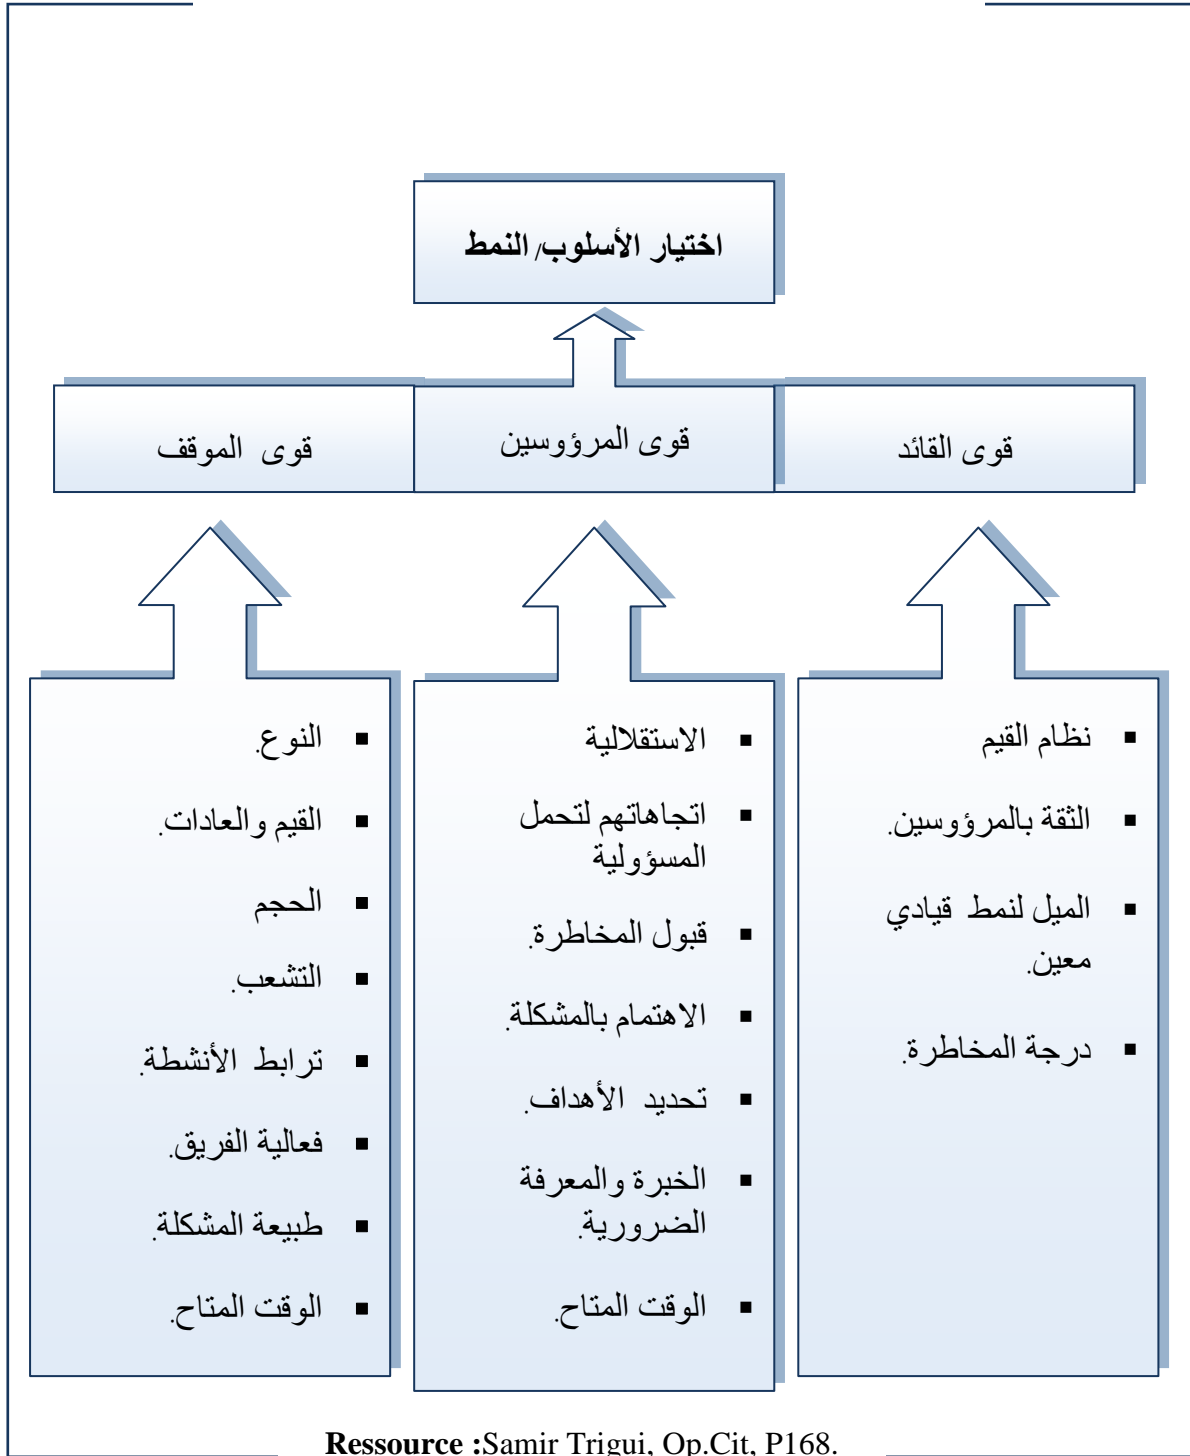 اختيار الأسلوب/ النمط
قوى القائد
قوى المرؤوسين
قوى الموقف
▪ نظام القيم
▪ الثقة بالمرؤوسين.
▪ الميل لنمط قيادي
معين.
▪ درجة المخاطرة.
▪ الاستقلالية
▪ اتجاهاتهم لتحمل
المسؤولية
▪ قبول المخاطرة.
▪ الاهتمام بالمشكلة.
▪ تحديد الأهداف.
▪ الخبرة والمعرفة
الضرورية.
▪ الوقت المتاح.
▪ النوع.
▪ القيم والعادات.
▪ الحجم
▪ التشعب.
▪ ترابط الأنشطة.
▪ فعالية الفريق.
▪ طبيعة المشكلة.
▪ الوقت المتاح.
Ressource :Samir Trigui, Op.Cit, P168.